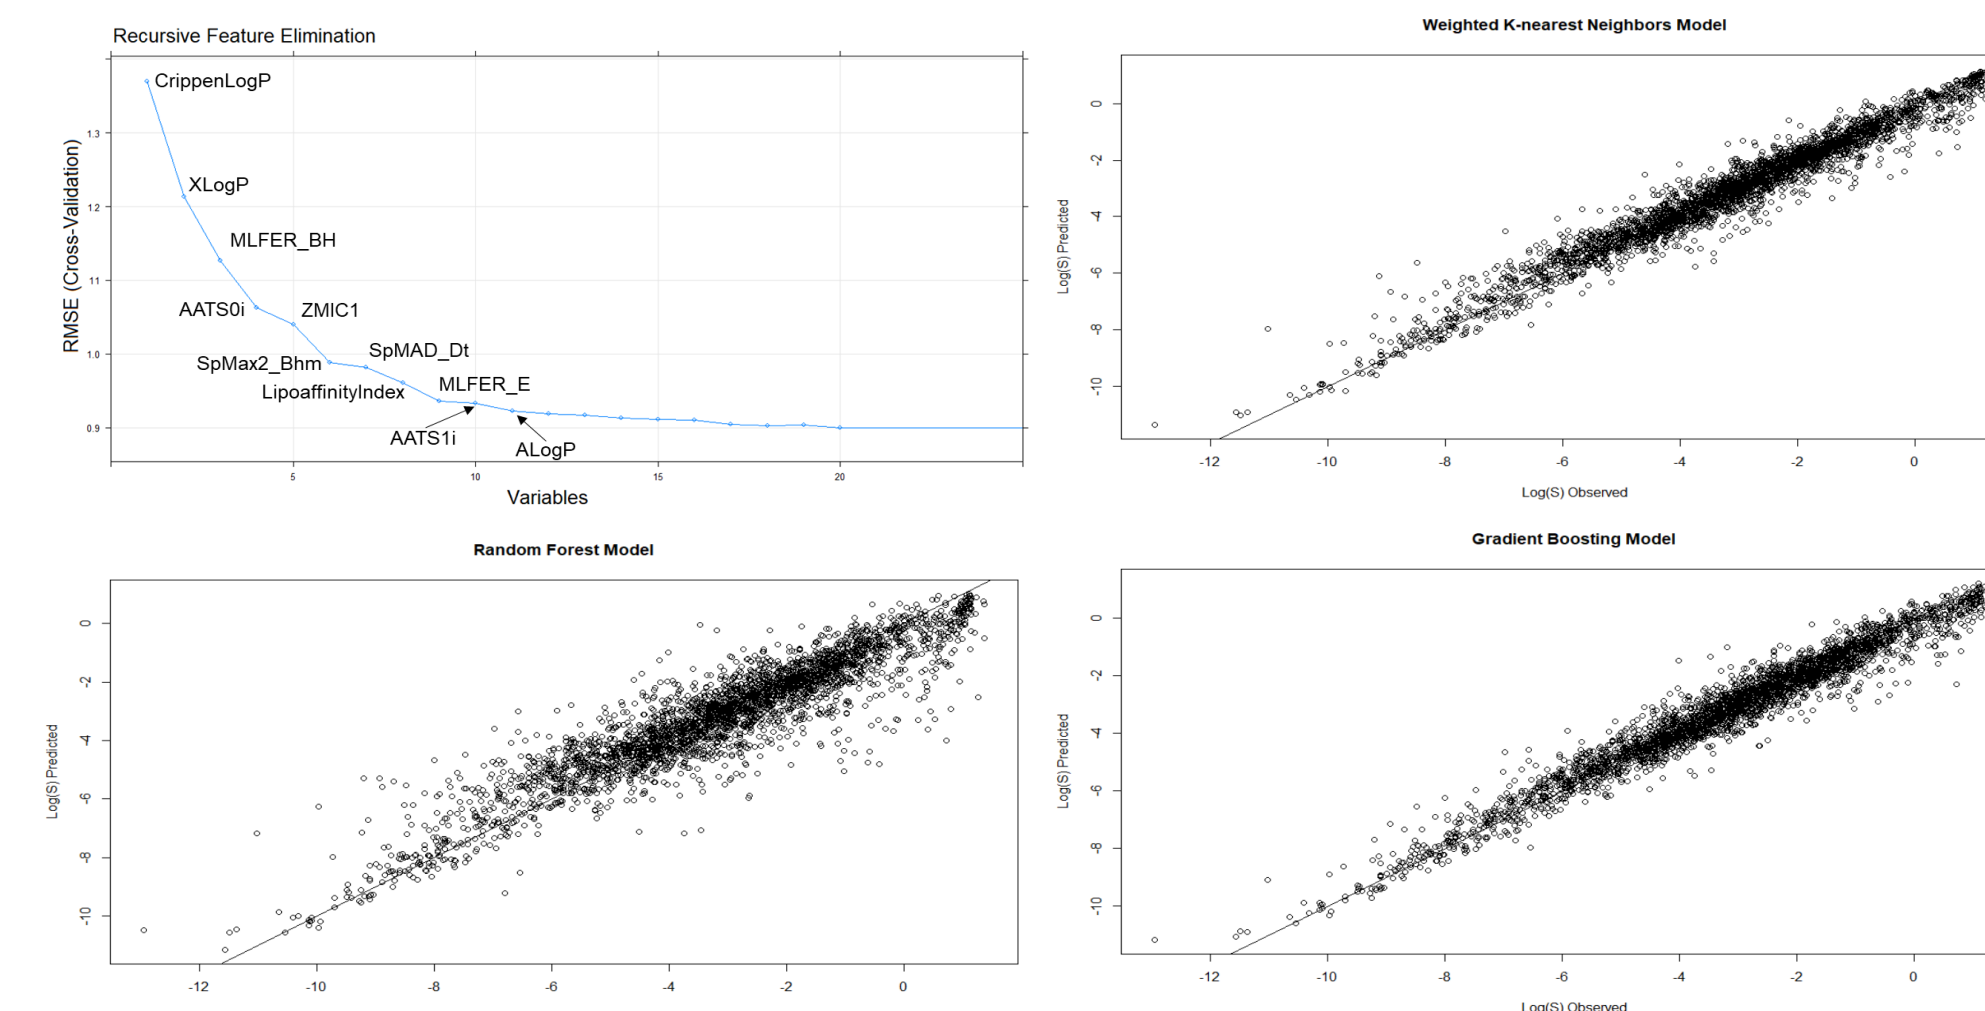 Recursive Feature Elimination
RMSE (Cross-Validation)
1.3
1.2
1.1
1.0
0.9
CrippenLogP
XLogP
MLFER_BH
AATS0i
ZMIC1
SpMax2_Bhm
SpMAD_Dt
LipoaffinityIndex
MLFER_E
AATS1i
ALogP
5
10
15
20
Variables
Weighted K-nearest Neighbors Model
Log(S) Predicted
0
-2
-4
-6
-8
-10
-12
-10
-8
-6
-4
-2
0
Log(S) Observed
Random Forest Model
Log(S) Predicted
0
-2
-4
-6
-8
-10
-12
-10
-8
-6
-4
-2
0
Gradient Boosting Model
Log(S) Predicted
0
-2
-4
-6
-8
-10
-12
-10
-8
-6
-4
-2
0
Log(S) Observed